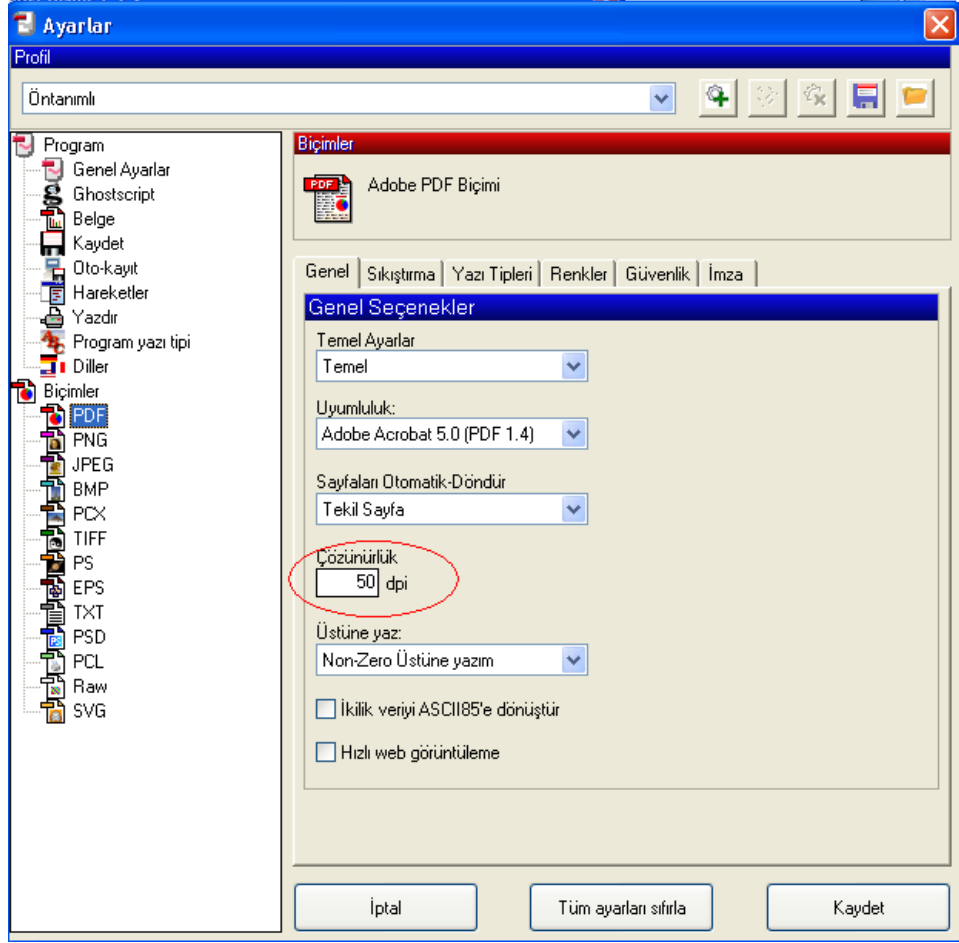 Ayarlar
Profil
Öntanımlı
Program
Genel Ayarlar
Ghostscript
Belge
Kaydet
Oto-kayıt
Hareketler
Yazdır
Program yazı tipi
Diller
Biçimler
PDF
PNG
JPEG
BMP
PCX
TIFF
PS
EPS
TXT
PSD
PCL
Raw
SVG
Biçimler
PDF
Adobe PDF Biçimi
Genel Sıkıştırma Yazı Tipleri Renkler Güvenlik İmza
Genel Seçenekler
Temel Ayarlar
Temel
Uyumluluk:
Adobe Acrobat 5.0 (PDF 1.4)
Sayfaları Otomatik-Döndür
Tekil Sayfa
Çözünürlük
50 dpi
Üstüne yaz:
Non-Zero Üstüne yazım
İkilik veriyi ASCII85'e dönüştür
Hızlı web görüntüleme
İptal
Tüm ayarları sıfırla
Kaydet